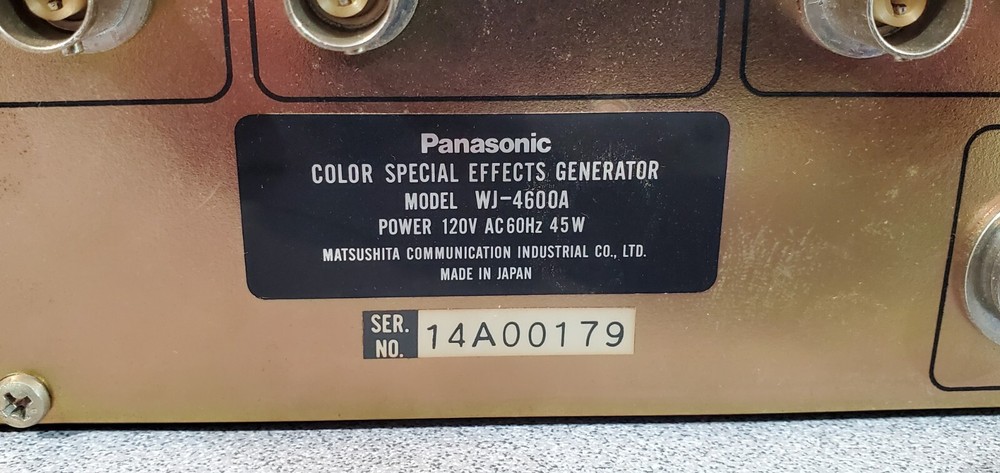 Panasonic
COLOR SPECIAL EFFECTS GENERATOR
MODEL WJ-4600A
POWER 120V AC60Hz 45W
MATSUSHITA COMMUNICATION INDUSTRIAL CO., LTD.
MADE IN JAPAN
SER. NO. 14A00179